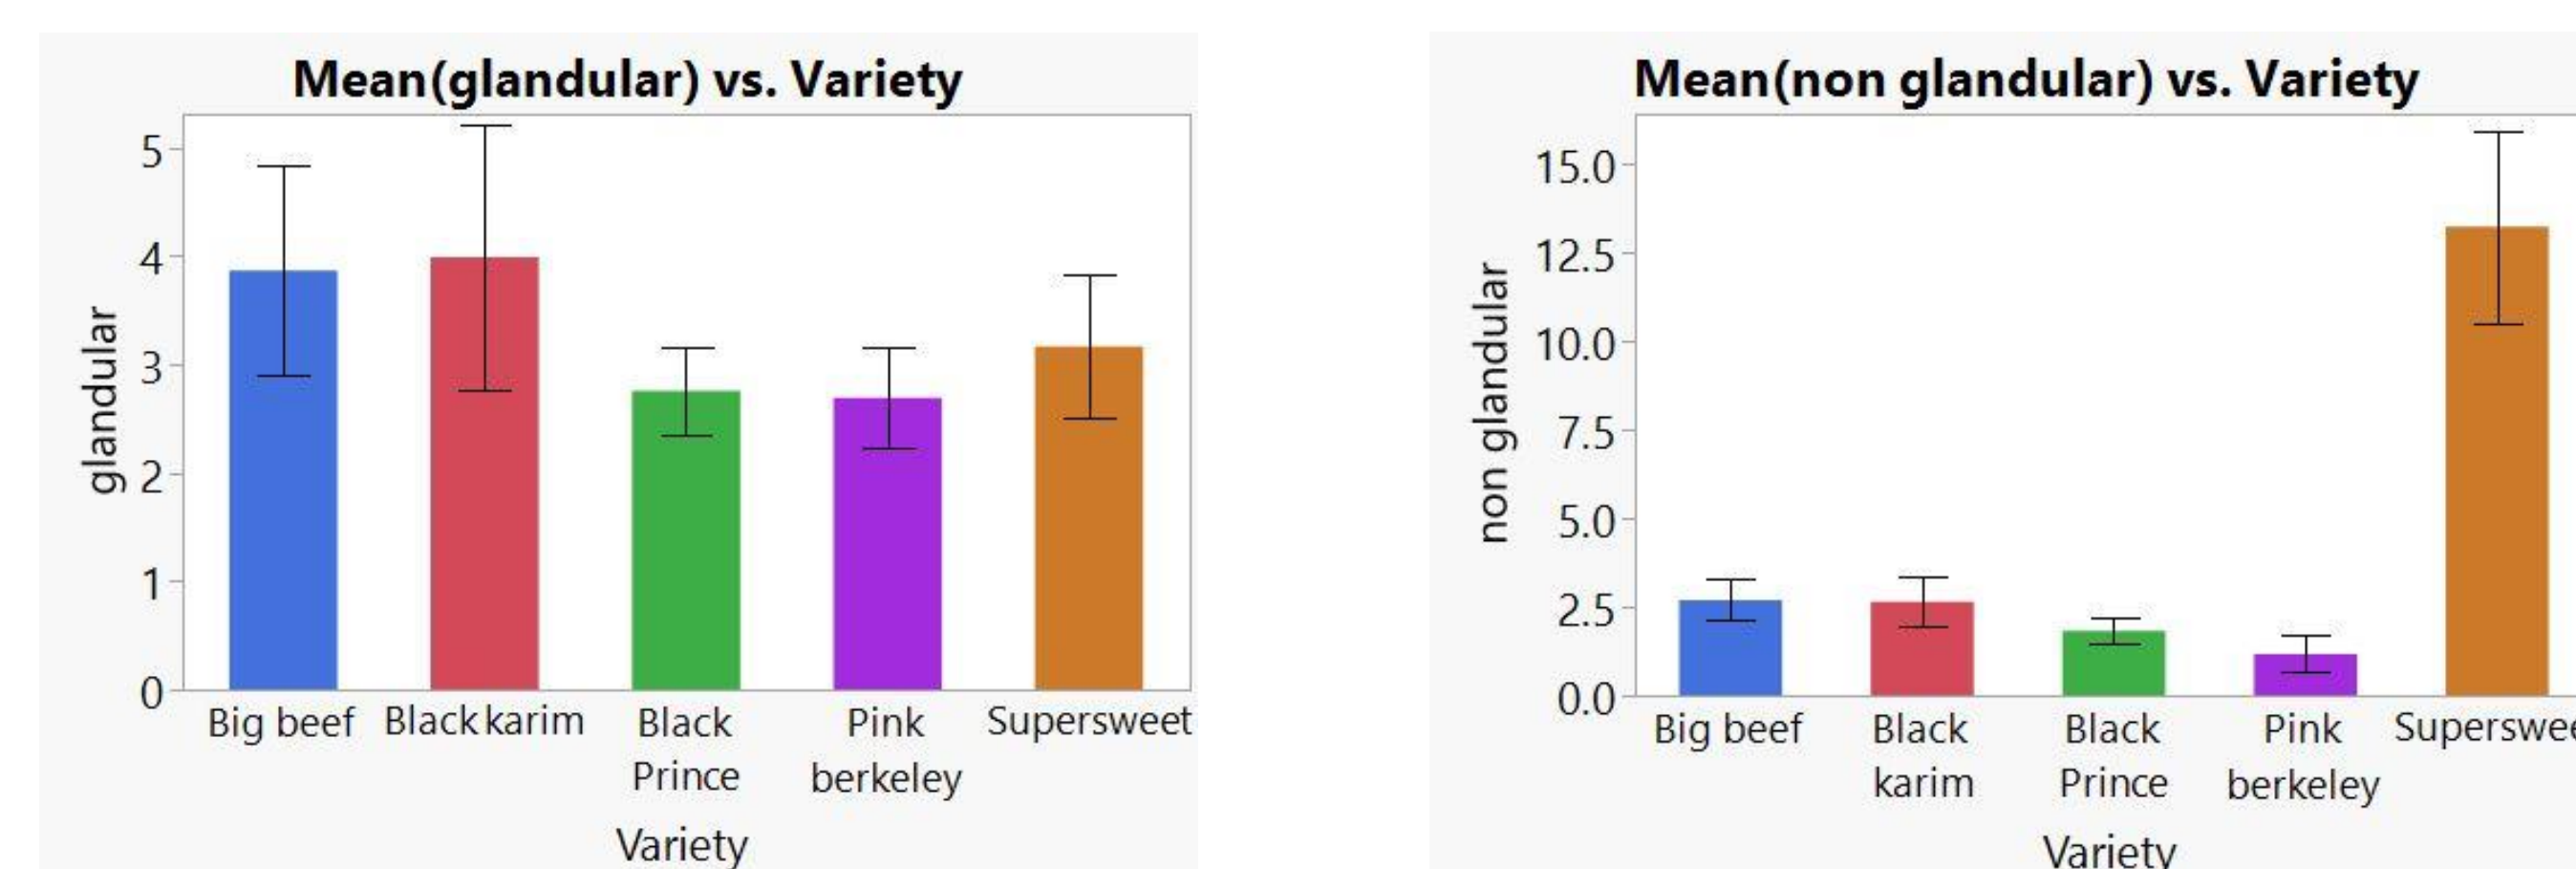 Mean(glandular) vs. Variety
glandular
5
4
3
2
1
0
Big beef
Black karim
Black
Prince
Pink
berkeley
Supersweet
Variety
Mean(non glandular) vs. Variety
non glandular
15.0
12.5
10.0
7.5
5.0
2.5
0.0
Big beef
Black
karim
Black
Prince
Pink
berkeley
Superswee
Variety